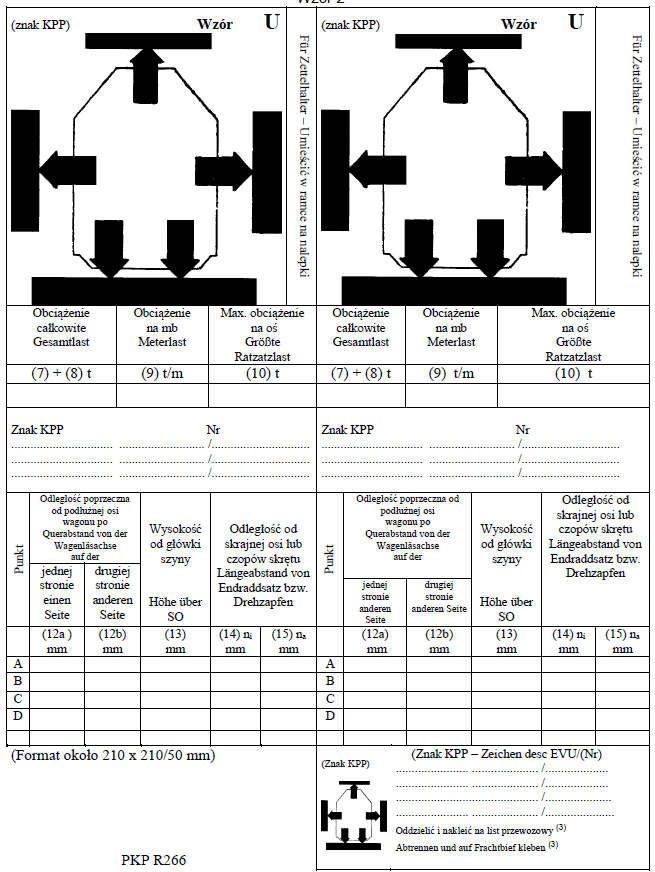 Wzór 2
(znak KPP) Wzór U
Für Zettelhalter – Umieścić w ramce na nalepki
(znak KPP) Wzór U
Für Zettelhalter – Umieścić w ramce na nalepki
Obciążenie
całkowite
Gesamtlast
Obciążenie
na mb
Meterlast
Max. obciążenie
na oś
Größte
Ratzatzlast
Obciążenie
całkowite
Gesamtlast
Obciążenie
na mb
Meterlast
Max. obciążenie
na oś
Größte
Ratzatzlast
(7) + (8) t (9) t/m (10) t (7) + (8) t (9) t/m (10) t
Znak KPP Nr
............................... .......................... /..............................
............................... .......................... /..............................
............................... .......................... /..............................
Znak KPP Nr
............................... .......................... /..............................
............................... .......................... /..............................
............................... .......................... /..............................
Punkt
Odległość poprzeczna
od podłużnej osi
wagonu po
Querabstand von der
Wagenläsachse
auf der
jednej
stronie
einen
Seite
drugiej
stronie
anderen
Seite
Wysokość
od główki
szyny
Höhe über
SO
Odległość od
skrajnej osi lub
czopów skrętu
Längeabstand von
Endraddsatz bzw.
Drehzapfen
Punkt
Odległość poprzeczna od
podłużnej osi
wagonu po
Querabstand von der
Wagenläsachse
auf der
jednej
stronie
anderen
Seite
drugiej
stronie
anderen Seite
Wysokość
od główki
szyny
Höhe über
SO
Odległość od
skrajnej osi lub
czopów skrętu
Längeabstand von
Endraddsatz bzw.
Drehzapfen
(12a ) (12b) (13) (14) nᵢ (15) nₐ (12a) (12b) (13) (14) nᵢ (15) nₐ
mm mm mm mm mm mm mm mm mm mm
A A
B B
C C
D D
(Format około 210 x 210/50 mm)
PKP R266
(Znak KPP)
(Znak KPP – Zeichen desc EVU/(Nr)
...................... ..................... /....................
...................... ..................... /....................
...................... ..................... /....................
...................... ..................... /....................
Oddzielić i nakleić na list przewozowy (3)
Abtrennen und auf Frachtbief kleben (3)